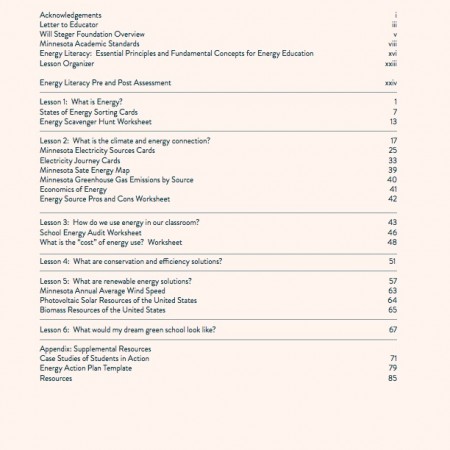 Acknowledgements i
Letter to Educator iii
Will Steger Foundation Overview v
Minnesota Academic Standards viii
Energy Literacy: Essential Principles and Fundamental Concepts for Energy Education xvi
Lesson Organizer xxiii
Energy Literacy Pre and Post Assessment xxiv
Lesson 1: What is Energy? 1
States of Energy Sorting Cards 7
Energy Scavenger Hunt Worksheet 13
Lesson 2: What is the climate and energy connection? 17
Minnesota Electricity Sources Cards 25
Electricity Journey Cards 33
Minnesota Sate Energy Map 39
Minnesota Greenhouse Gas Emissions by Source 40
Economics of Energy 41
Energy Source Pros and Cons Worksheet 42
Lesson 3: How do we use energy in our classroom? 43
School Energy Audit Worksheet 46
What is the "cost" of energy use? Worksheet 48
Lesson 4: What are conservation and efficiency solutions? 51
Lesson 5: What are renewable energy solutions? 57
Minnesota Annual Average Wind Speed 63
Photovoltaic Solar Resources of the United States 64
Biomass Resources of the United States 65
Lesson 6: What would my dream green school look like? 67
Appendix: Supplemental Resources
Case Studies of Students in Action 71
Energy Action Plan Template 79
Resources 85